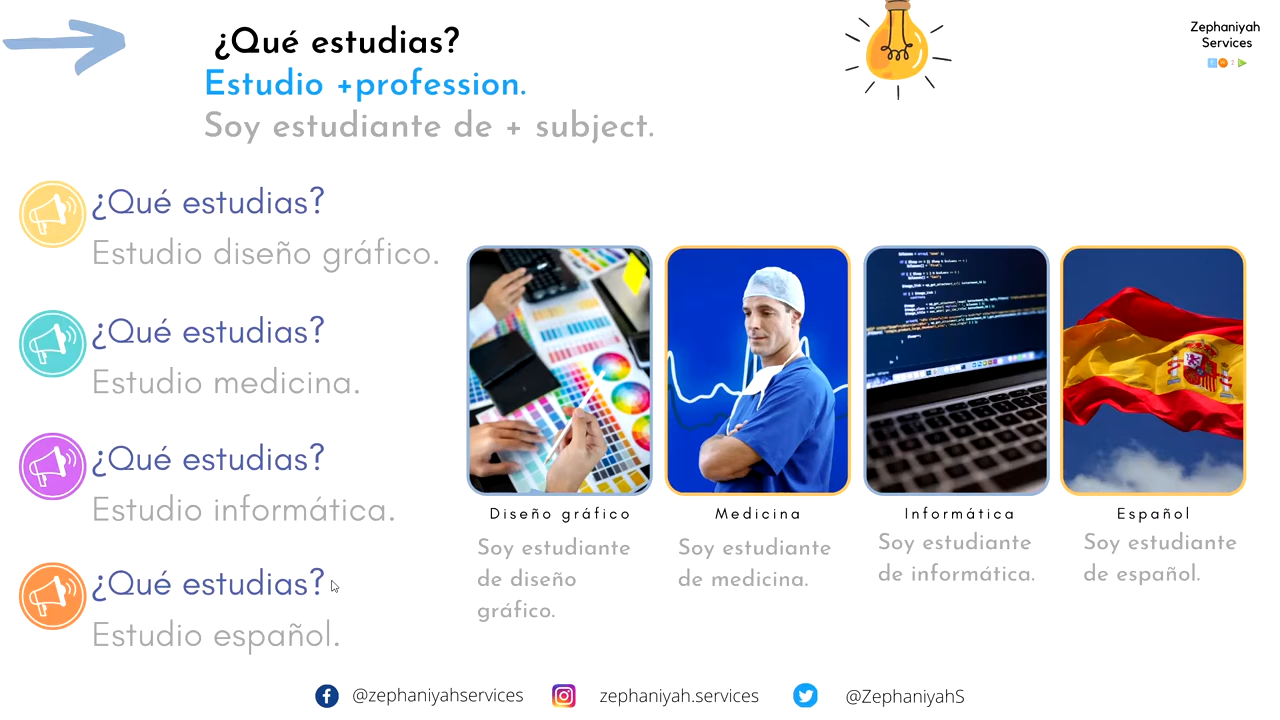 ¿Qué estudias?
Estudio +profession.
Soy estudiante de + subject.
Zephaniyah
Services
¿Qué estudias?
Estudio diseño gráfico.
¿Qué estudias?
Estudio medicina.
¿Qué estudias?
Estudio informática.
¿Qué estudias?
Estudio español.
Diseño gráfico
Soy estudiante
de diseño
gráfico.
Medicina
Soy estudiante
de medicina.
Informática
Soy estudiante
de informática.
Español
Soy estudiante
de español.
@zephaniyahservices
zephaniyah.services
@ZephaniyahS